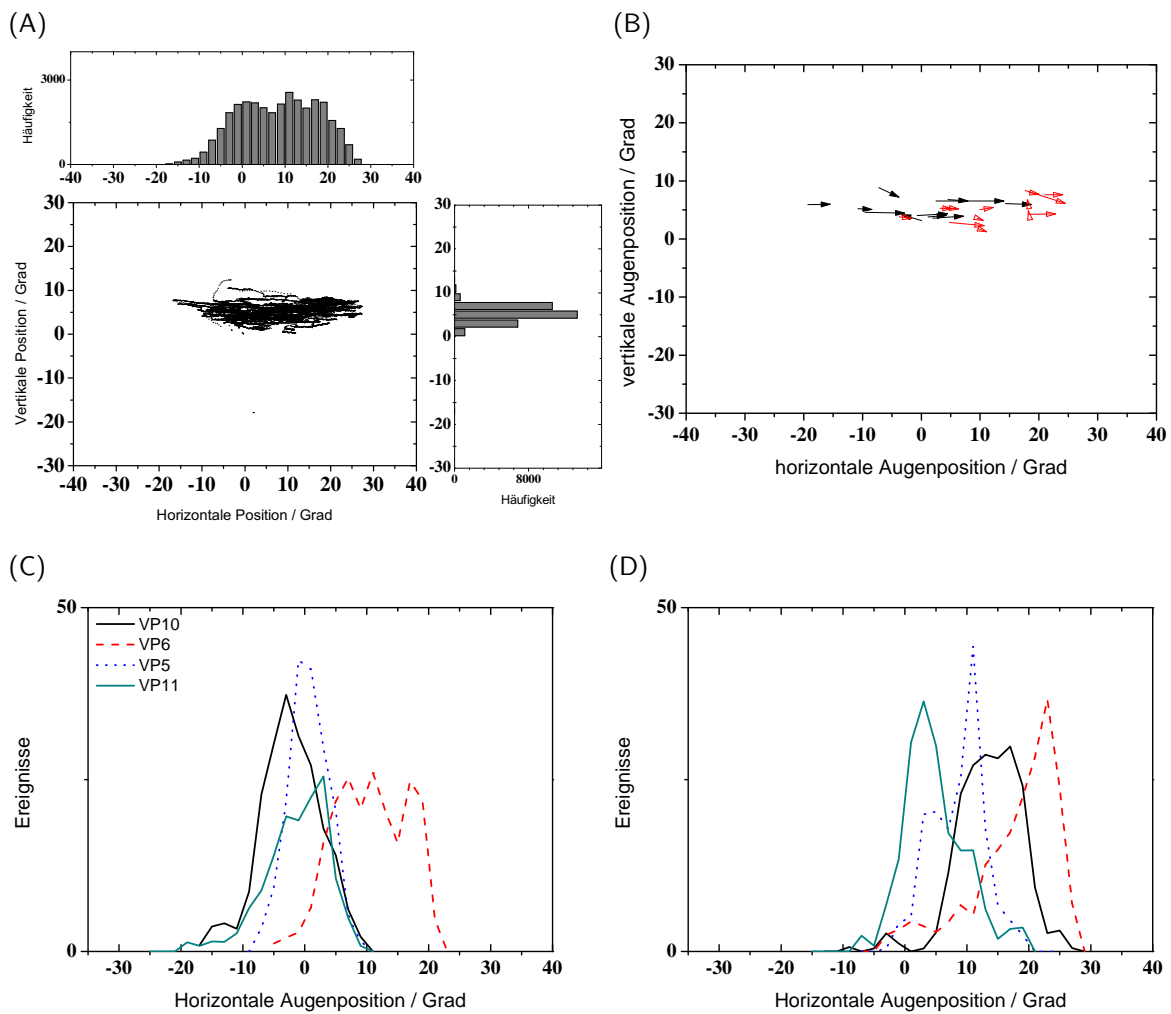 (A)
3000
0
Häufigkeit
-40 -30 -20 -10 0 10 20 30 40
30
20
10
0
-10
-20
-30
Vertikale Position / Grad
-40 -30 -20 -10 0 10 20 30 40
Horizontale Position / Grad
30
20
10
0
-10
-20
-30
0 8000
Häufigkeit
(B)
30
20
10
0
-10
-20
-30
vertikale Augenposition / Grad
-40 -30 -20 -10 0 10 20 30 40
horizontale Augenposition / Grad
(C)
50
0
Ereignisse
VP10
VP6
VP5
VP11
-30 -20 -10 0 10 20 30 40
Horizontale Augenposition / Grad
(D)
50
0
Ereignisse
-30 -20 -10 0 10 20 30 40
Horizontale Augenposition / Grad